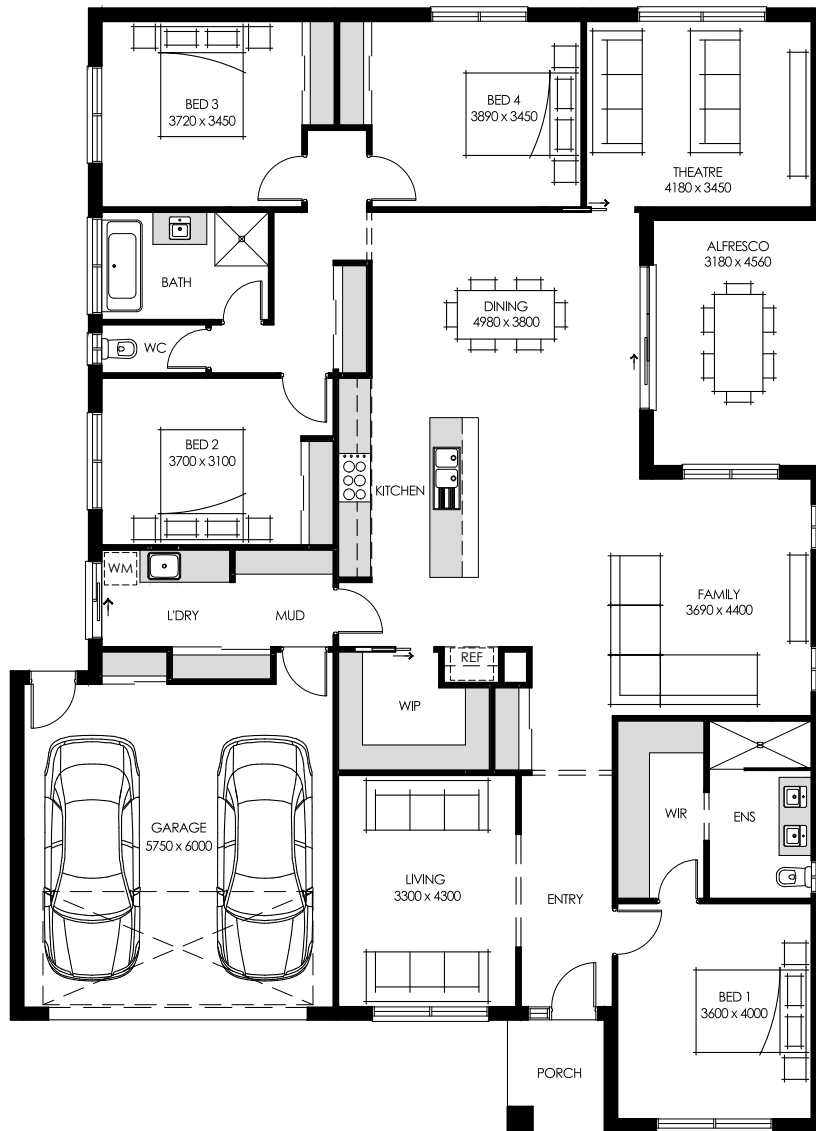 BED 3
3720 x 3450
BED 4
3890 x 3450
THEATRE
4180 x 3450
BATH
DINING
4980 x 3800
ALFRESCO
3180 x 4560
WC
BED 2
3700 x 3100
KITCHEN
WM
L'DRY
MUD
FAMILY
3690 x 4400
REF
WIP
GARAGE
5750 x 6000
LIVING
3300 x 4300
ENTRY
WIR
ENS
BED 1
3600 x 4000
PORCH